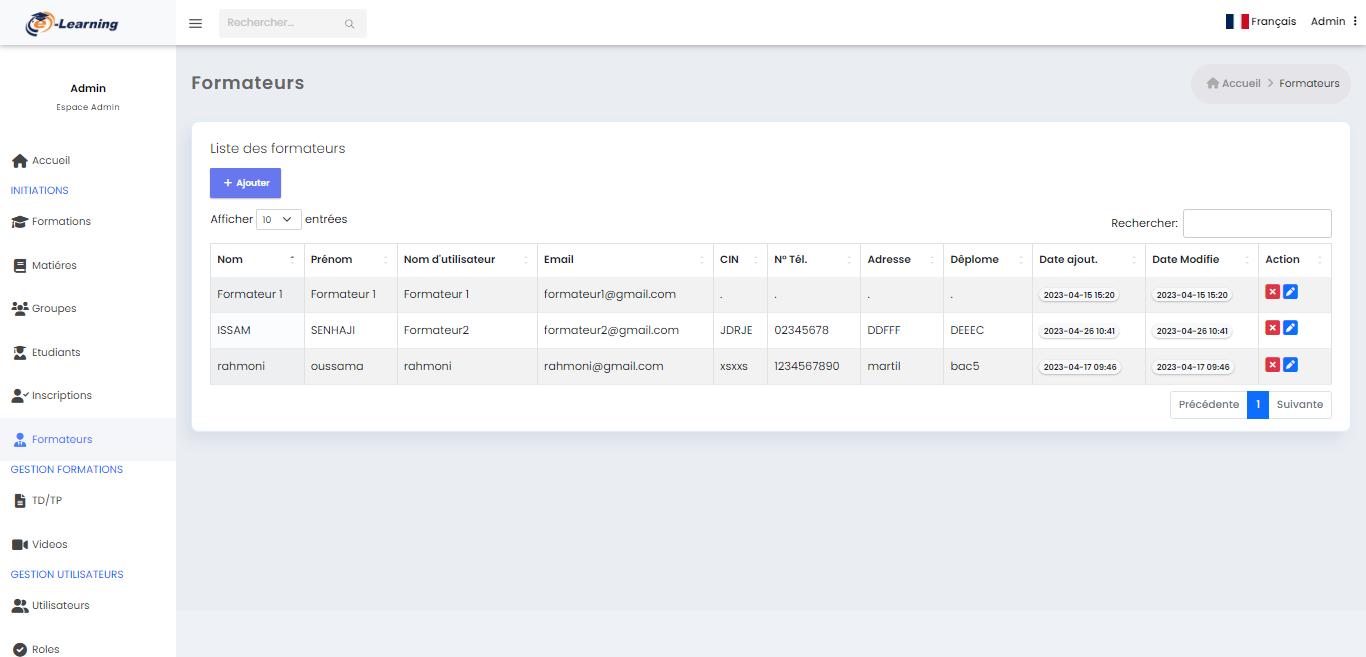 e-Learning
Rechercher...
Français
Admin
Admin
Espace Admin
Accueil
INITIATIONS
Formations
Matiéres
Groupes
Etudiants
Inscriptions
Formateurs
GESTION FORMATIONS
TD/TP
Videos
GESTION UTILISATEURS
Utilisateurs
Roles
Formateurs
Accueil > Formateurs
Liste des formateurs
+ Ajouter
Afficher 10 entrées
Rechercher:
Nom Prénom Nom d'utilisateur Email CIN N° Tél. Adresse Dêplome Date ajout. Date Modifie Action
Formateur 1 Formateur 1 Formateur 1 formateur1@gmail.com . . . . 2023-04-15 15:20 2023-04-15 15:20
ISSAM SENHAJI Formateur2 formateur2@gmail.com JDRJE 02345678 DDFFF DEEEC 2023-04-26 10:41 2023-04-26 10:41
rahmoni oussama rahmoni rahmoni@gmail.com xsxxs 1234567890 martil bac5 2023-04-17 09:46 2023-04-17 09:46
Précédente 1 Suivante